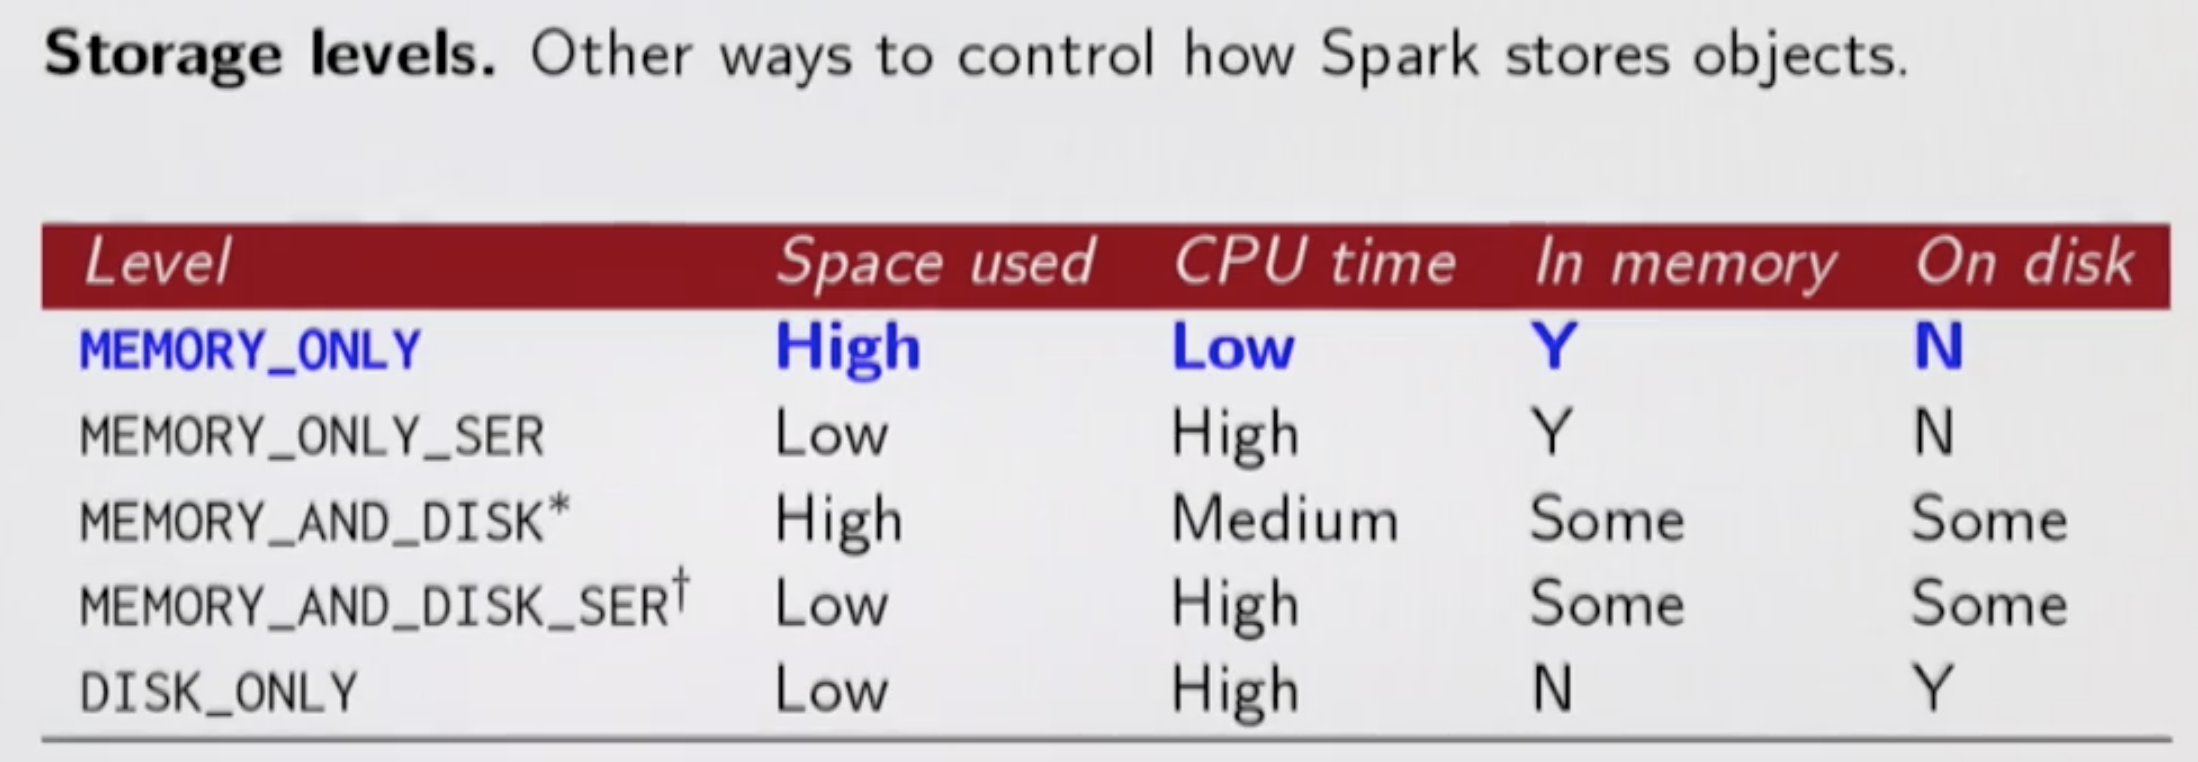 Storage levels. Other ways to control how Spark stores objects.
Level Space used CPU time In memory On disk
MEMORY_ONLY High Low Y N
MEMORY_ONLY_SER Low High Y N
MEMORY_AND_DISK* High Medium Some Some
MEMORY_AND_DISK_SER† Low High Some Some
DISK_ONLY Low High N Y